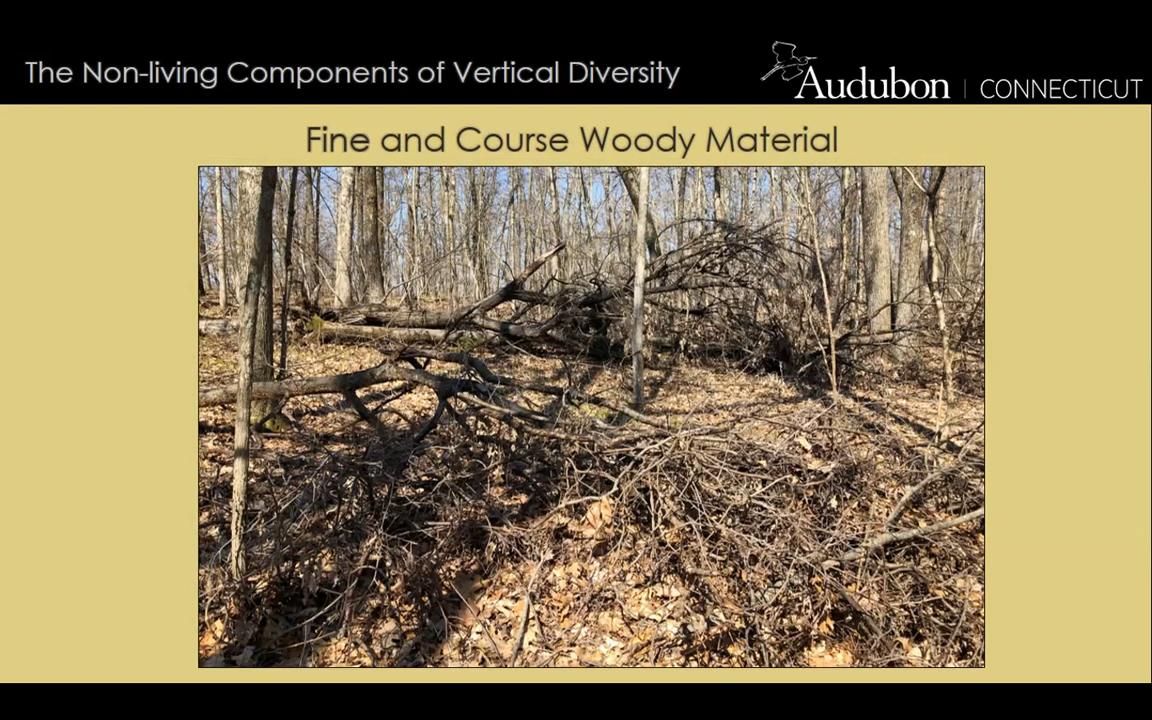 The Non-living Components of Vertical Diversity
Audubon | CONNECTICUT
Fine and Course Woody Material